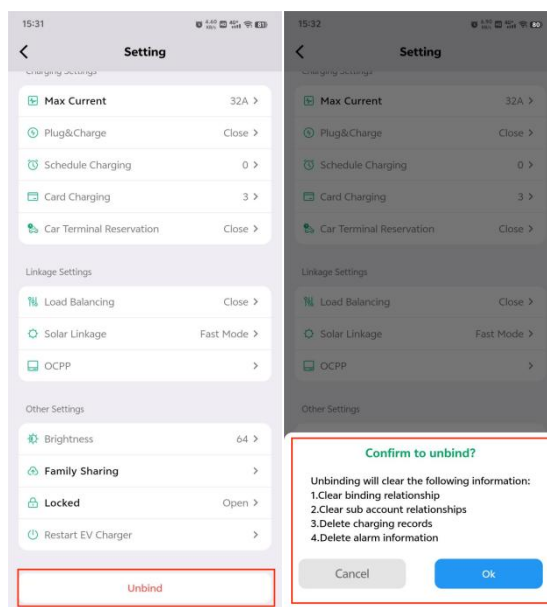 15:31
Setting
Charging Settings
Max Current 32A
Plug&Charge Close
Schedule Charging 0
Card Charging 3
Car Terminal Reservation Close
Linkage Settings
Load Balancing Close
Solar Linkage Fast Mode
OCPP
Other Settings
Brightness 64
Family Sharing
Locked Open
Restart EV Charger
Unbind
15:32
Setting
Charging Settings
Max Current 32A
Plug&Charge Close
Schedule Charging 0
Card Charging 3
Car Terminal Reservation Close
Linkage Settings
Load Balancing Close
Solar Linkage Fast Mode
OCPP
Other Settings
Confirm to unbind?
Unbinding will clear the following information:
1.Clear binding relationship
2.Clear sub account relationships
3.Delete charging records
4.Delete alarm information
Cancel Ok